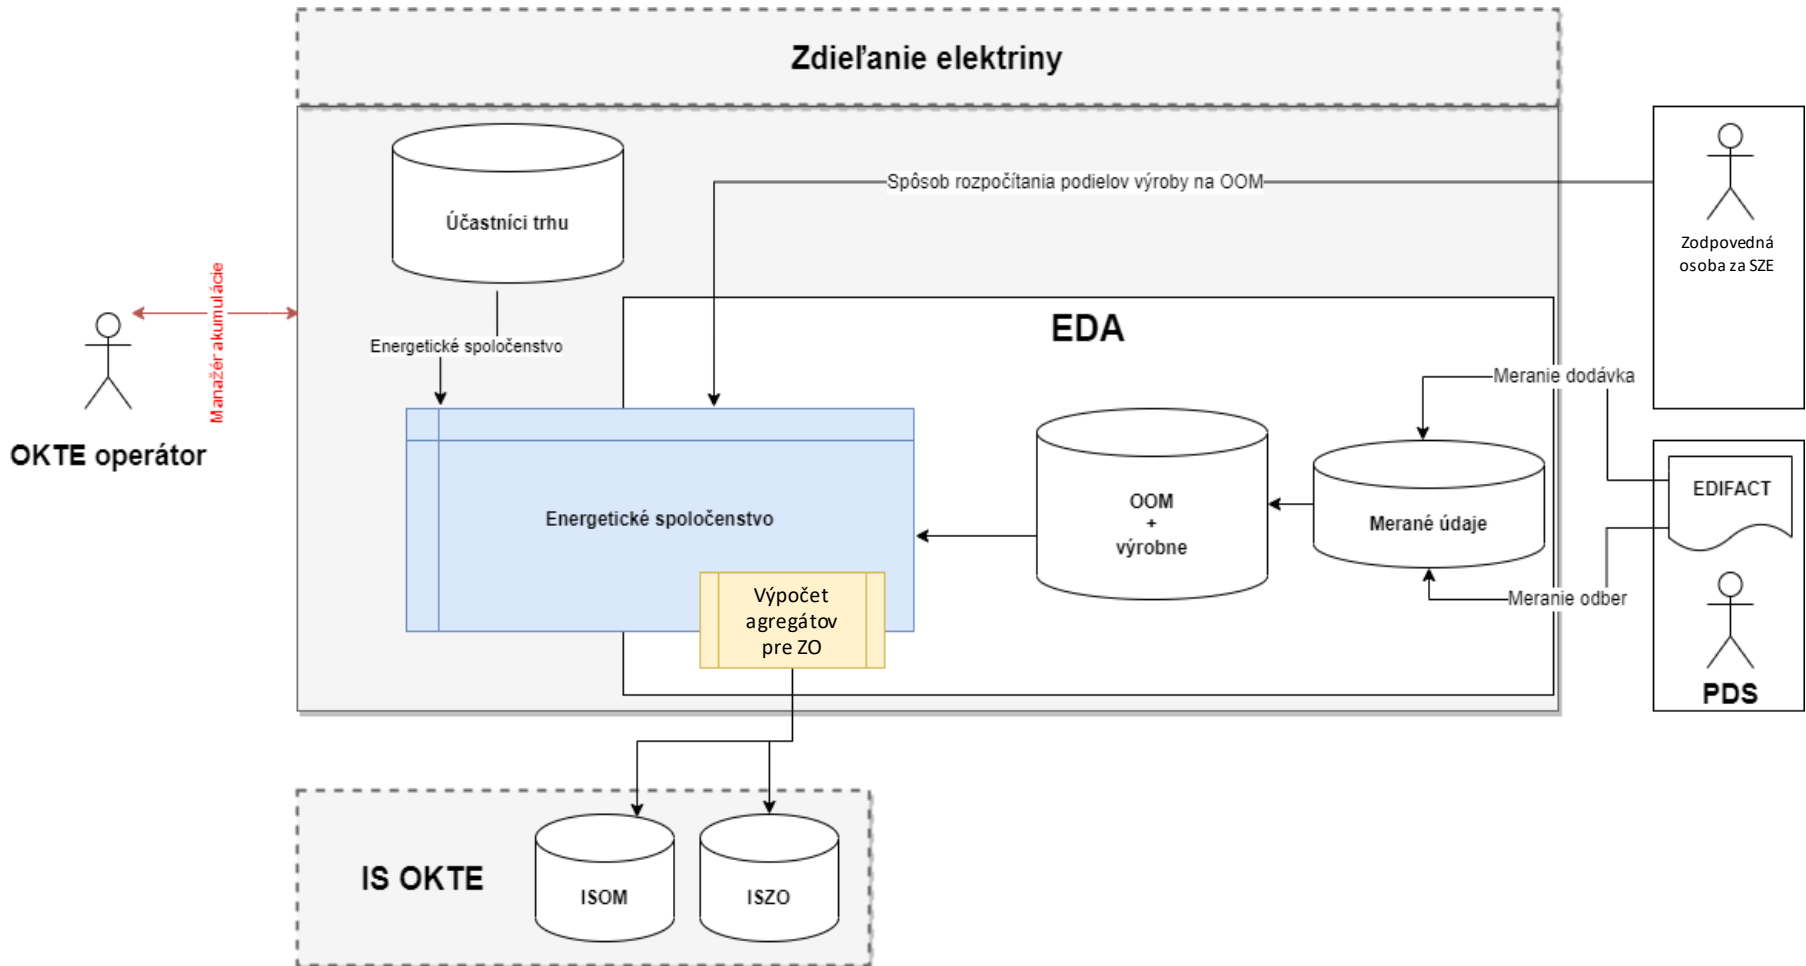 Zdieľanie elektriny
Účastníci trhu
Spôsob rozpočítania podielov výroby na OOM
Zodpovedná
osoba za SZE
Manažér akumulácie
OKTE operátor
Energetické spoločenstvo
EDA
Meranie dodávka
Energetické spoločenstvo
OOM
+
výrobne
Merané údaje
EDIFACT
Meranie odber
PDS
Výpočet
agregátov
pre ZO
IS OKTE
ISOM
ISZO